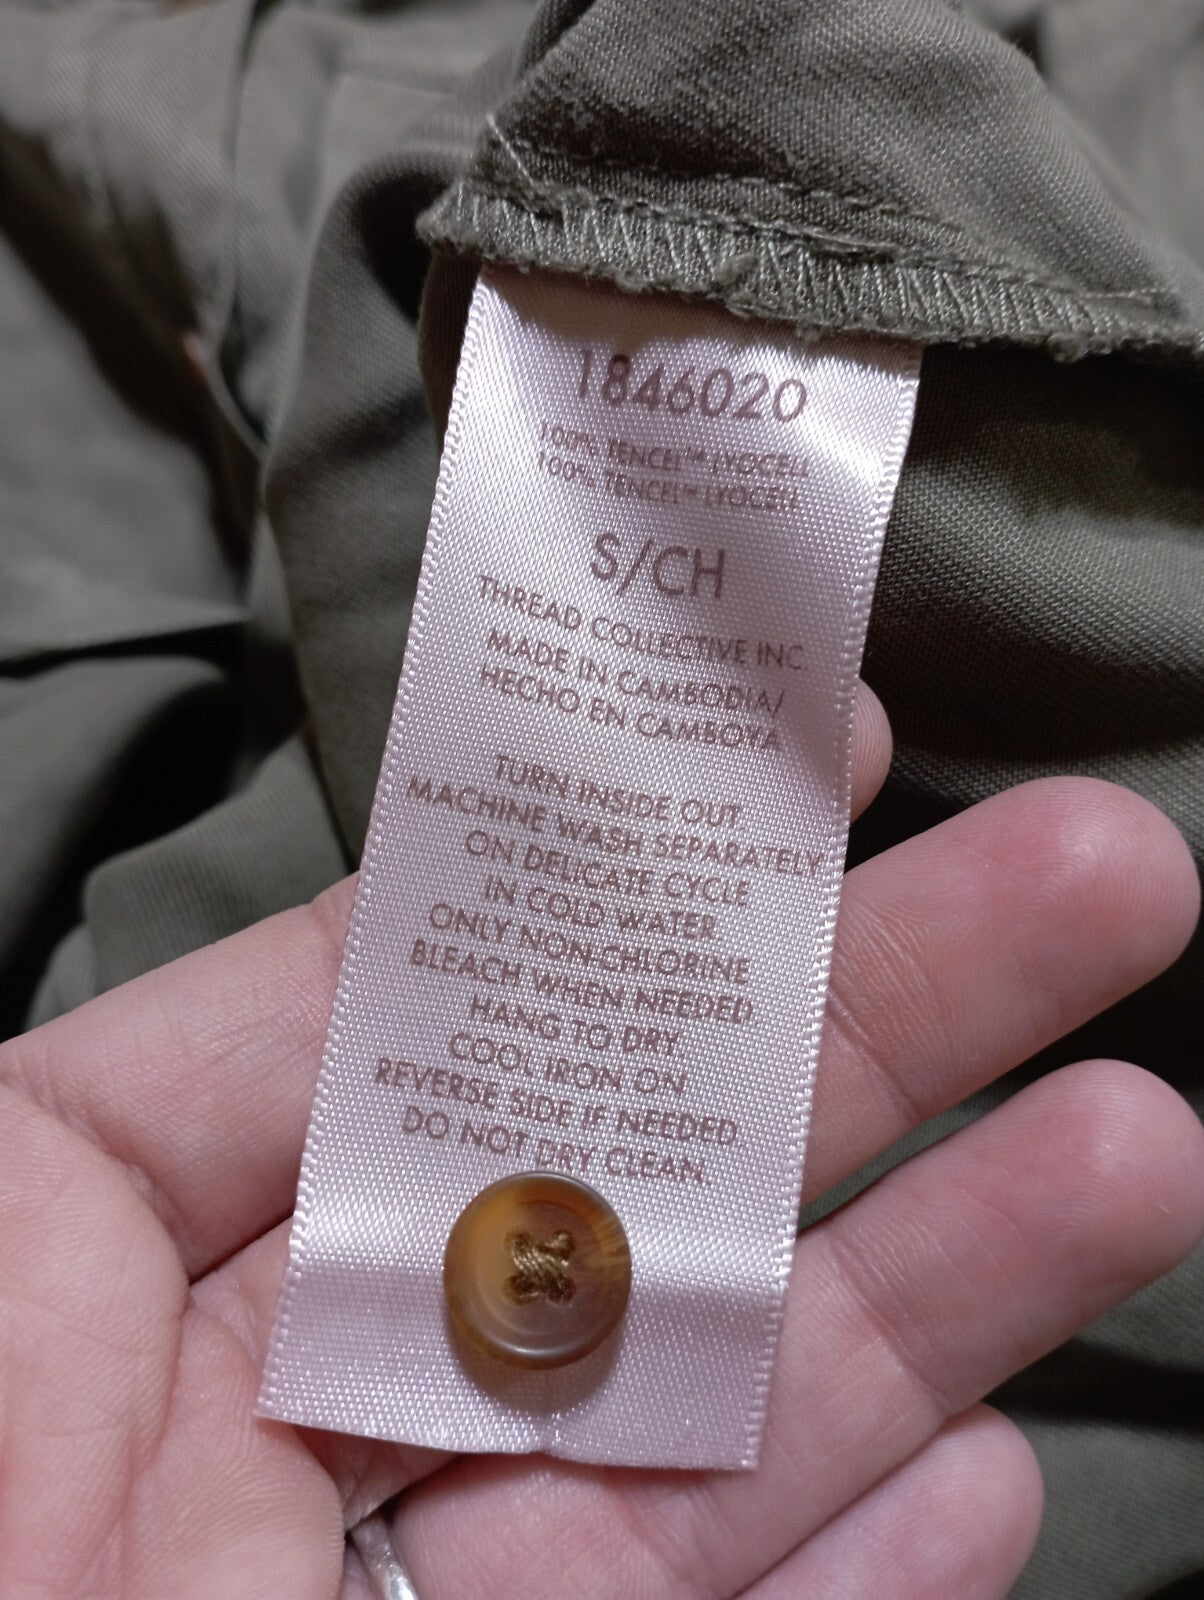 1846020
100% TENCEL™ LYOCELL
100% TENCEL™ LYOCELL
S/CH
THREAD COLLECTIVE INC.
MADE IN CAMBODIA/
HECHO EN CAMBOYA
TURN INSIDE OUT.
MACHINE WASH SEPARATELY
ON DELICATE CYCLE
IN COLD WATER.
ONLY NON-CHLORINE
BLEACH WHEN NEEDED
HANG TO DRY.
COOL IRON ON
REVERSE SIDE IF NEEDED
DO NOT DRY CLEAN.